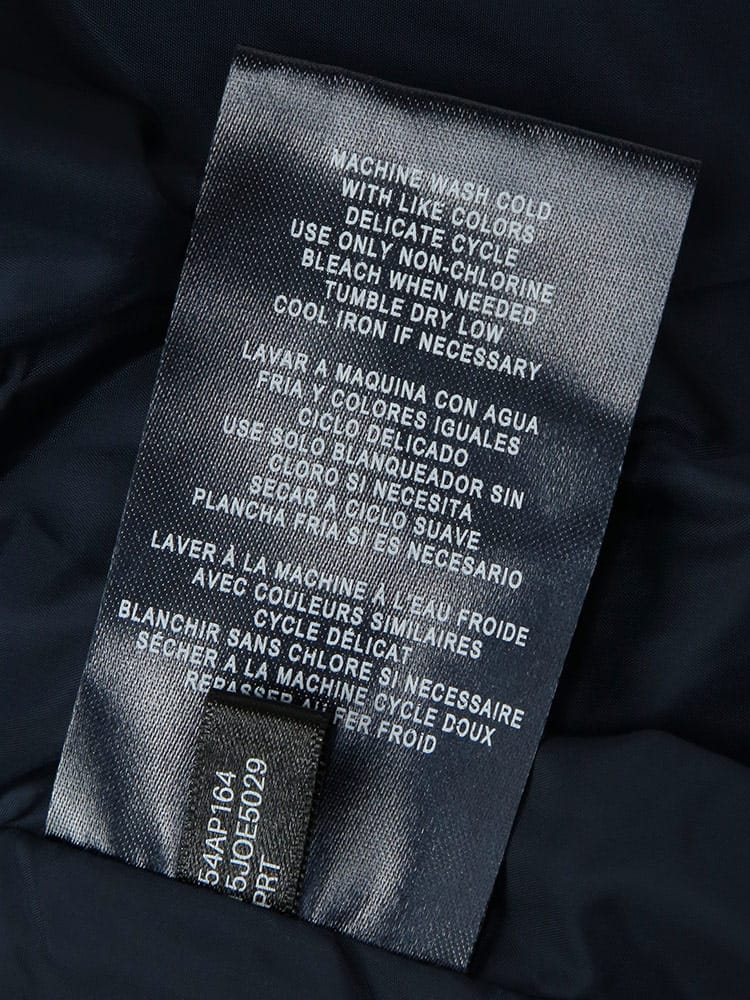 MACHINE WASH COLD
WITH LIKE COLORS
DELICATE CYCLE
USE ONLY NON-CHLORINE
BLEACH WHEN NEEDED
TUMBLE DRY LOW
COOL IRON IF NECESSARY
LAVAR A MAQUINA CON AGUA
FRIA Y COLORES IGUALES
CICLO DELICADO
USE SOLO BLANQUEADOR SIN
CLORO SI NECESITA
SECAR A CICLO SUAVE
PLANCHA FRIA SI ES NECESARIO
LAVER À LA MACHINE À L'EAU FROIDE
AVEC COULEURS SIMILAIRES
CYCLE DÉLICAT
BLANCHIR SANS CHLORE SI NECESSAIRE
SÉCHER A LA MACHINE CYCLE DOUX
REPASSER AU FER FROID
54AP164
5JOE5029
PRT